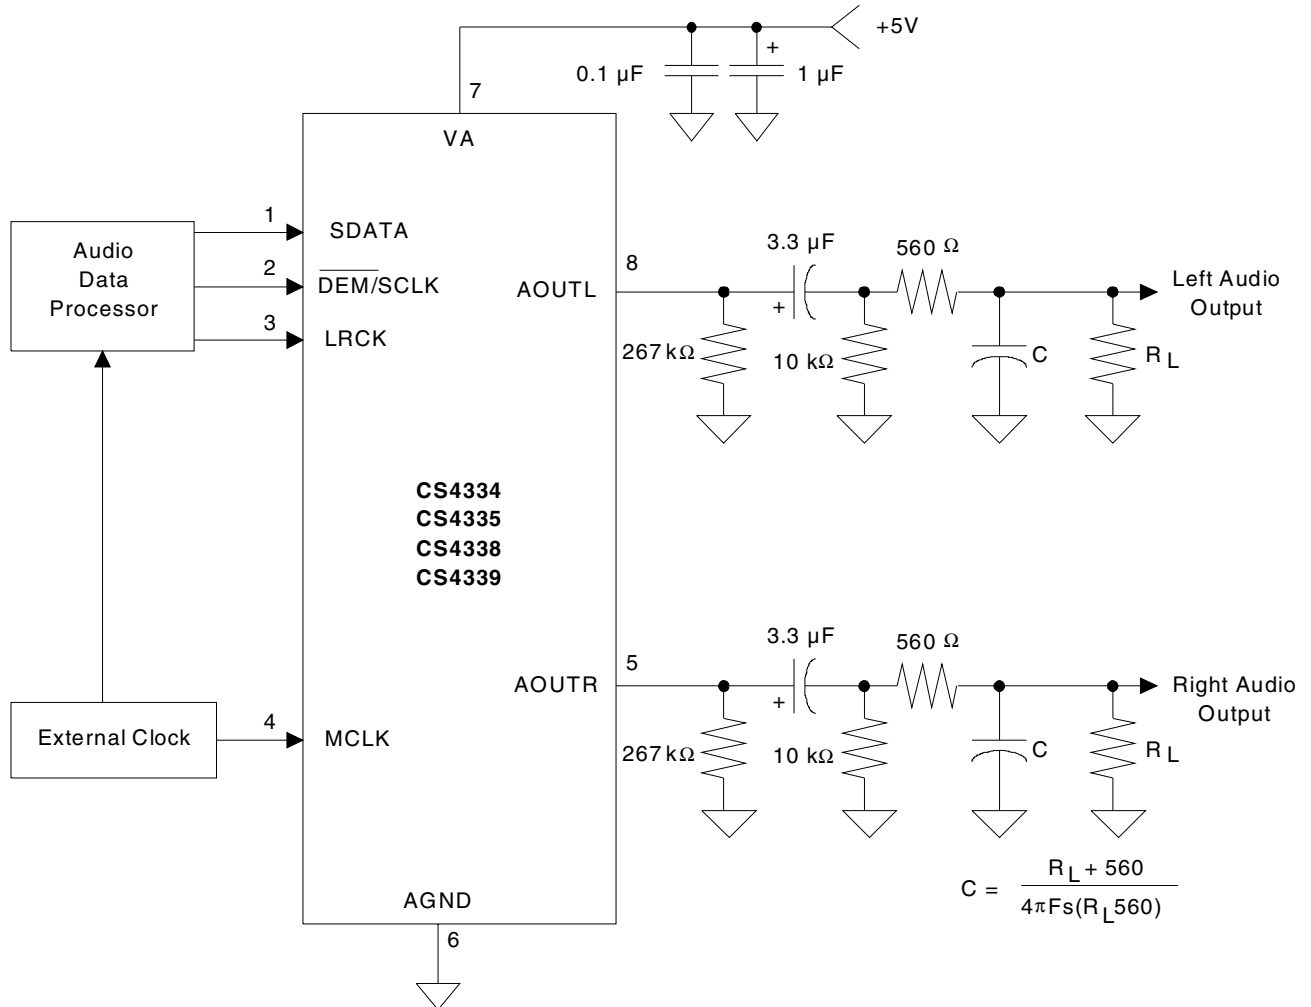 +5V
0.1 µF
+
1 µF
7
VA
1
SDATA
Audio
Data
Processor
2
DEM/SCLK
3
LRCK
8
AOUTL
3.3 µF
+
560 Ω
Left Audio
Output
267 kΩ
10 kΩ
C
R L
CS4334
CS4335
CS4338
CS4339
5
AOUTR
3.3 µF
+
560 Ω
Right Audio
Output
267 kΩ
10 kΩ
C
R L
External Clock
4
MCLK
AGND
6
C = R L + 560
4πFs(R L 560)